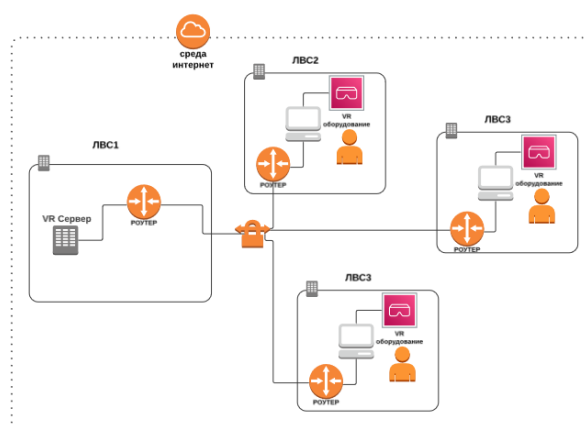 среда
интернет
ЛВС1
VR Сервер
РОУТЕР
ЛВС2
VR
оборудование
РОУТЕР
ЛВС3
VR
оборудование
РОУТЕР
ЛВС3
VR
оборудование
РОУТЕР